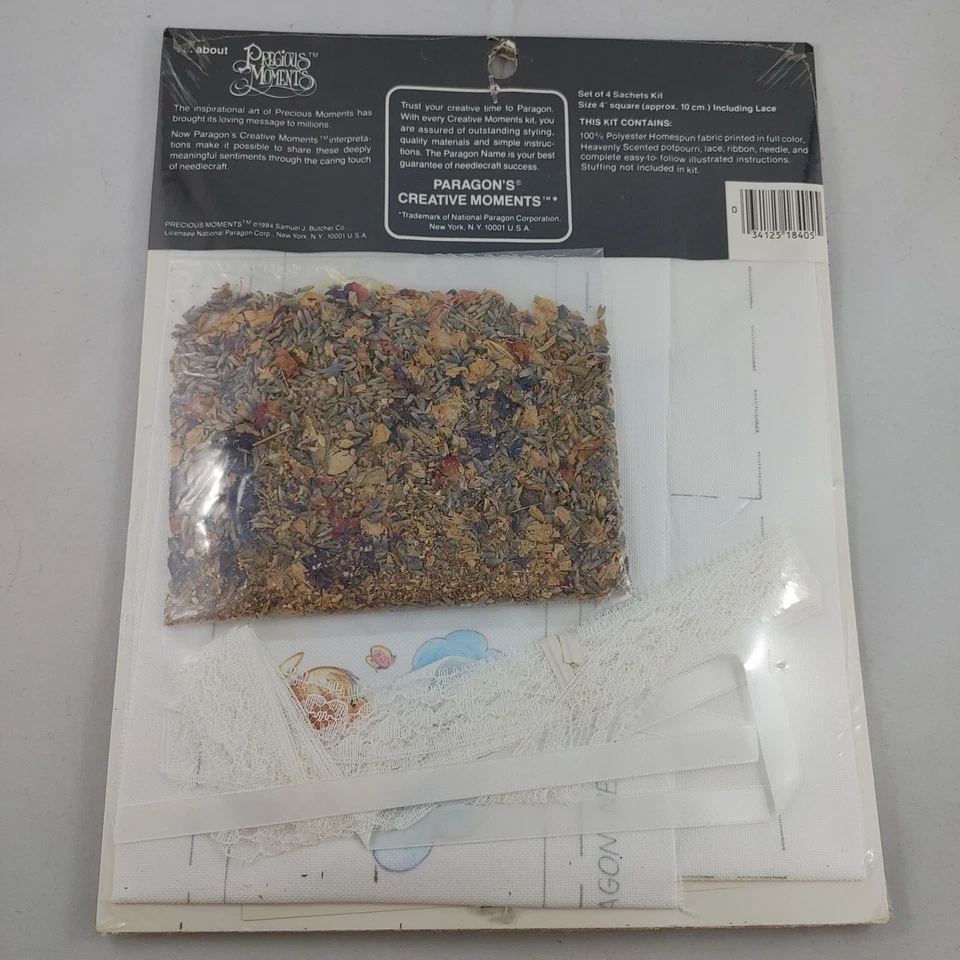 about
PRECIOUS™
MOMENTS
The inspirational art of Precious Moments has
brought its loving message to millions.
Now Paragon's Creative Moments™ interpreta-
tions make it possible to share these deeply
meaningful sentiments through the caring touch
of needlecraft.
PRECIOUS MOMENTS™ ©1984 Samuel J. Butcher Co.
Licensee National Paragon Corp., New York, N.Y. 10001 U.S.A.
Trust your creative time to Paragon.
With every Creative Moments kit, you
are assured of outstanding styling,
quality materials and simple instruc-
tions. The Paragon Name is your best
guarantee of needlecraft success.
PARAGON'S®
CREATIVE MOMENTS™*
*Trademark of National Paragon Corporation,
New York, N.Y. 10001 U.S.A.
Set of 4 Sachets Kit
Size 4" square (approx. 10 cm.) Including Lace
THIS KIT CONTAINS:
100% Polyester Homespun fabric printed in full color,
Heavenly Scented potpourri, lace, ribbon, needle, and
complete easy-to-follow illustrated instructions.
Stuffing not included in kit.
0 34125 18405
AGON NE